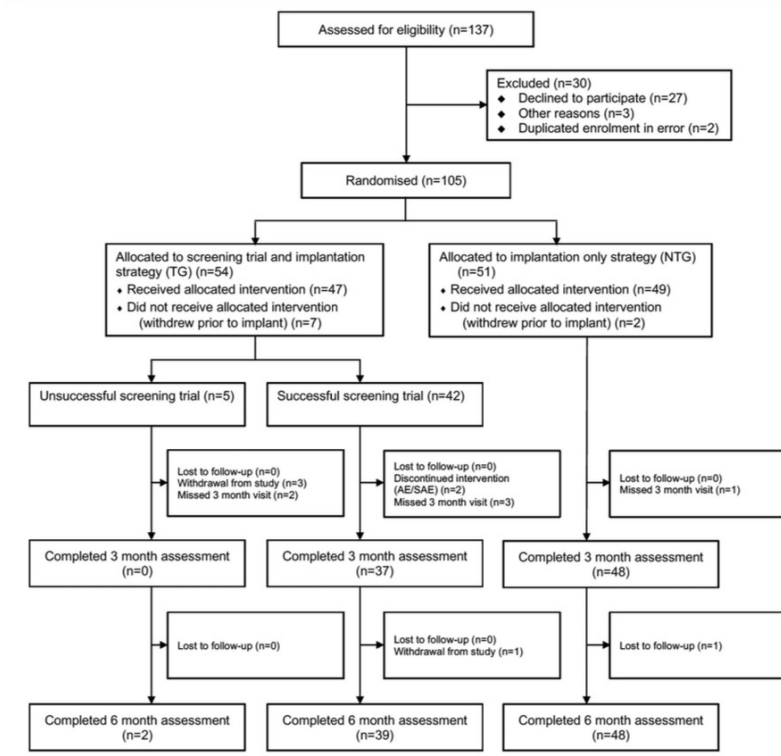 Assessed for eligibility (n=137)
Excluded (n=30)
◆ Declined to participate (n=27)
◆ Other reasons (n=3)
◆ Duplicated enrolment in error (n=2)
Randomised (n=105)
Allocated to screening trial and implantation
strategy (TG) (n=54)
♦ Received allocated intervention (n=47)
♦ Did not receive allocated intervention
(withdrew prior to implant) (n=7)
Allocated to implantation only strategy (NTG)
(n=51)
♦ Received allocated intervention (n=49)
♦ Did not receive allocated intervention
(withdrew prior to implant) (n=2)
Unsuccessful screening trial (n=5)
Successful screening trial (n=42)
Lost to follow-up (n=0)
Withdrawal from study (n=3)
Missed 3 month visit (n=2)
Lost to follow-up (n=0)
Discontinued intervention
(AE/SAE) (n=2)
Missed 3 month visit (n=3)
Lost to follow-up (n=0)
Missed 3 month visit (n=1)
Completed 3 month assessment
(n=0)
Completed 3 month assessment
(n=37)
Completed 3 month assessment
(n=48)
Lost to follow-up (n=0)
Lost to follow-up (n=0)
Withdrawal from study (n=1)
Lost to follow-up (n=1)
Completed 6 month assessment
(n=2)
Completed 6 month assessment
(n=39)
Completed 6 month assessment
(n=48)